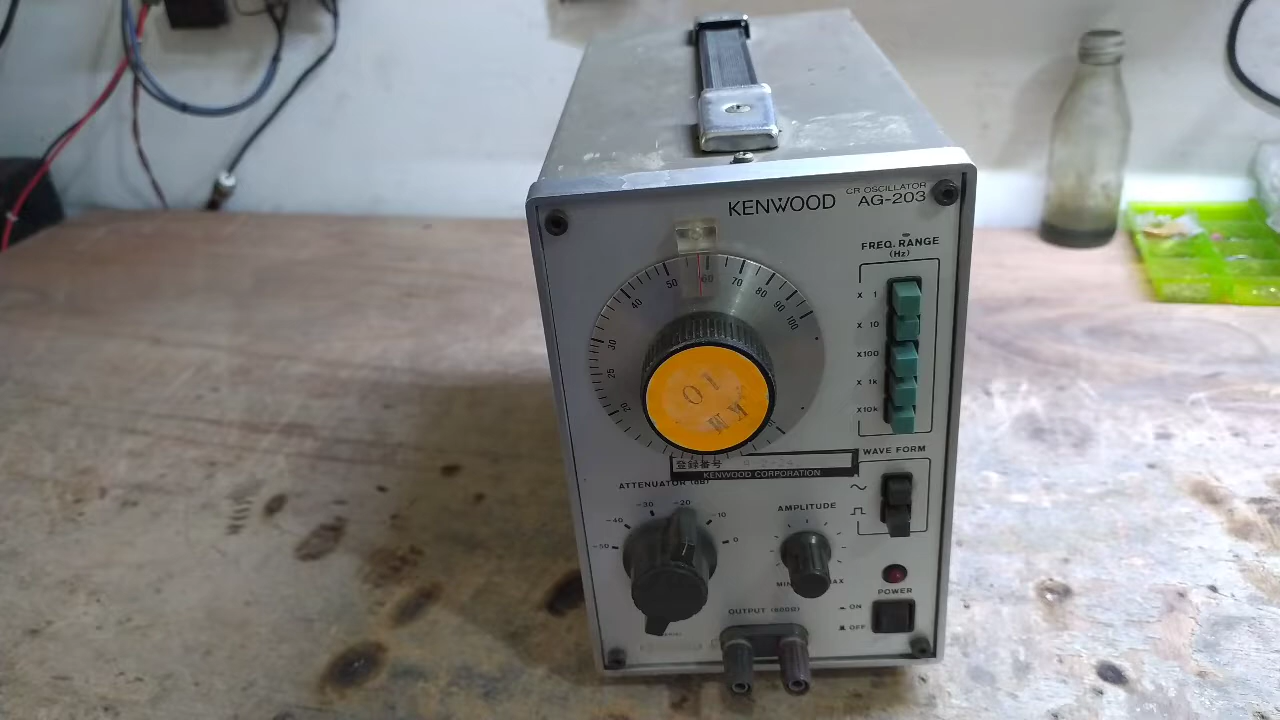 CR OSCILLATOR
KENWOOD AG-203
FREQ. RANGE
(Hz)
50 60 70
40 80
90
100
30
25
20
X 1
X 10
X100
X 1k
X10k
10
KW
登録番号
KENWOOD CORPORATION
WAVE FORM
ATTENUATOR (dB)
-30 -20
-40 -10
-50 0
AMPLITUDE
POWER
OUTPUT (600Ω)
ON
OFF